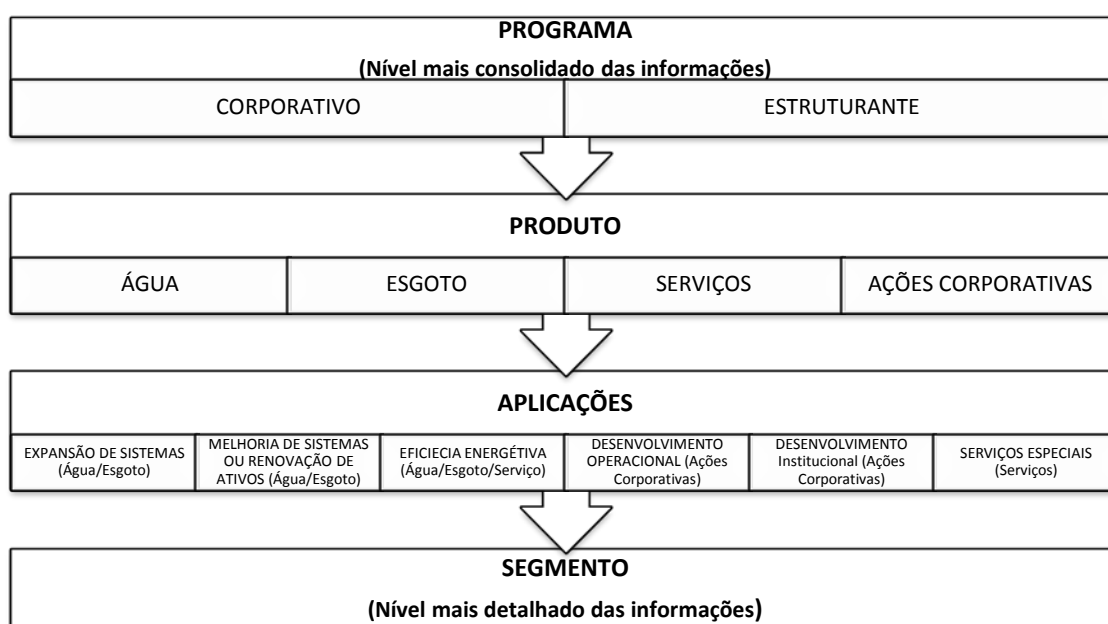 PROGRAMA
(Nível mais consolidado das informações)
CORPORATIVO
ESTRUTURANTE
PRODUTO
ÁGUA
ESGOTO
SERVIÇOS
AÇÕES CORPORATIVAS
APLICAÇÕES
EXPANSÃO DE SISTEMAS
(Água/Esgoto)
MELHORIA DE SISTEMAS
OU RENOVAÇÃO DE
ATIVOS (Água/Esgoto)
EFICIECIA ENERGÉTIVA
(Água/Esgoto/Serviço)
DESENVOLVIMENTO
OPERACIONAL (Ações
Corporativas)
DESENVOLVIMENTO
Institucional (Ações
Corporativas)
SERVIÇOS ESPECIAIS
(Serviços)
SEGMENTO
(Nível mais detalhado das informações)